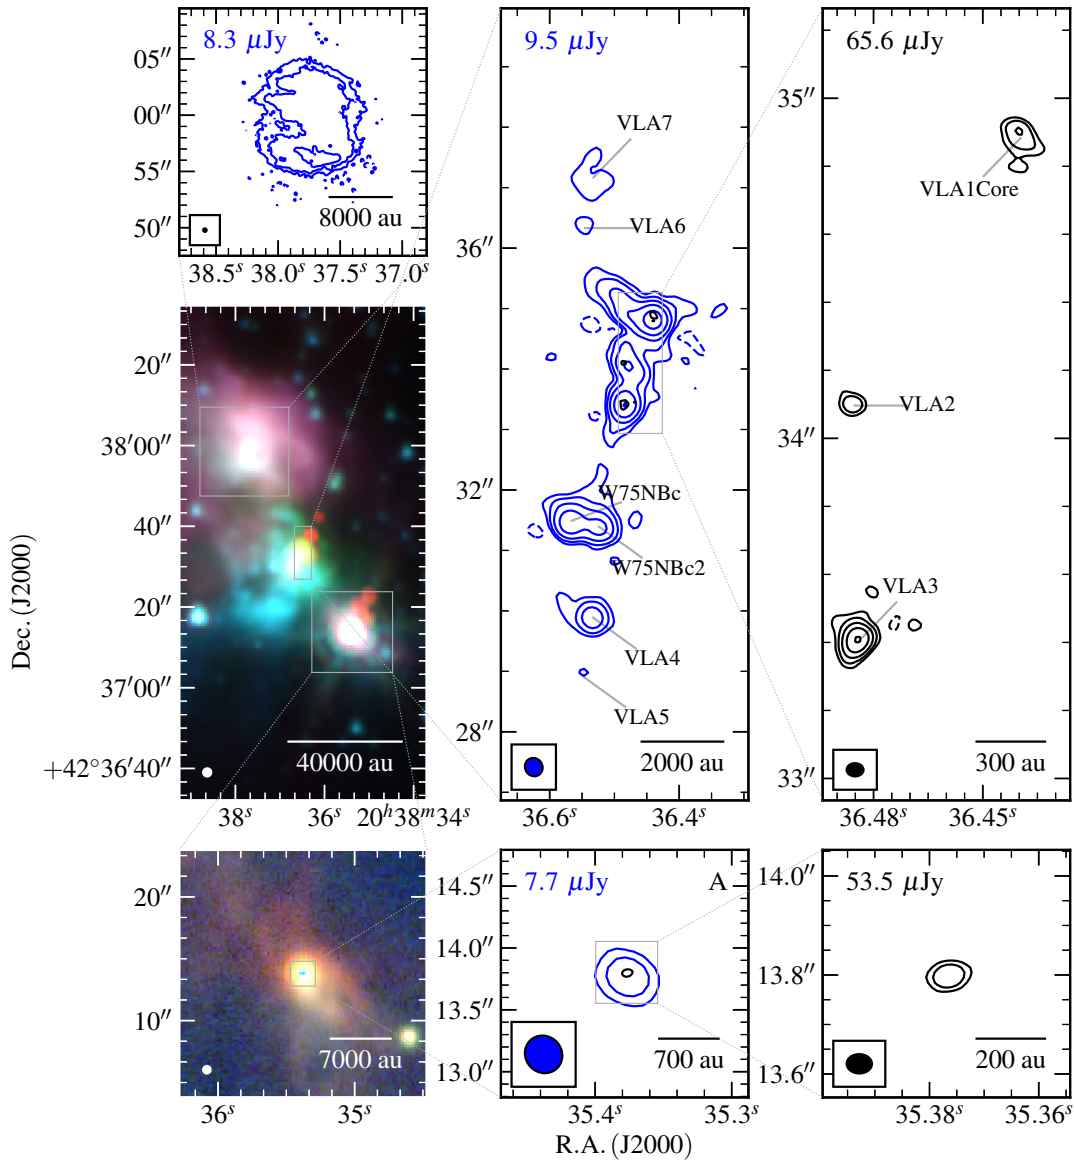 8.3 μJy
05″
00″
55″
50″
8000 au
38.5ˢ 38.0ˢ 37.5ˢ 37.0ˢ
20″
38′00″
40″
20″
37′00″
+42°36′40″
40000 au
38ˢ 36ˢ 20ʰ38ᵐ34ˢ
Dec. (J2000)
9.5 μJy
VLA7
VLA6
36″
32″
W75NBc
W75NBc2
VLA4
VLA5
28″
2000 au
36.6ˢ 36.4ˢ
65.6 μJy
35″
VLA1Core
34″
VLA2
VLA3
33″
300 au
36.48ˢ 36.45ˢ
20″
10″
7000 au
36ˢ 35ˢ
7.7 μJy A
14.5″
14.0″
13.5″
13.0″
700 au
35.4ˢ 35.3ˢ
R.A. (J2000)
53.5 μJy
14.0″
13.8″
13.6″
200 au
35.38ˢ 35.36ˢ